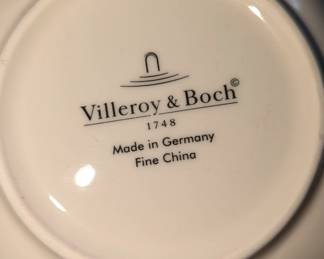 Villeroy & Boch©
1748
Made in Germany
Fine China